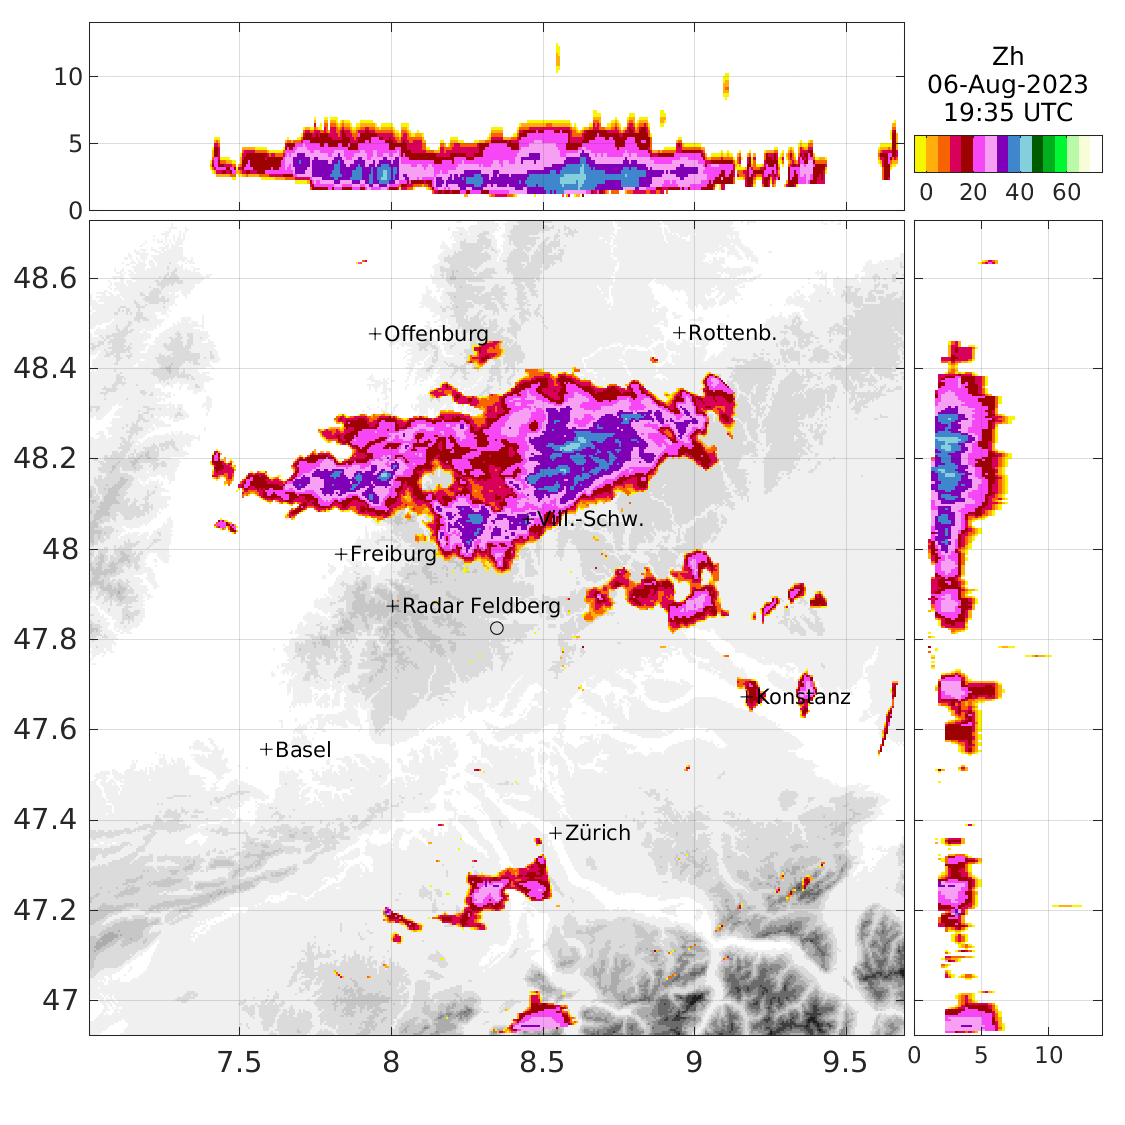 10
5
0
Zh
06-Aug-2023
19:35 UTC
0 20 40 60
48.6
48.4
48.2
48
47.8
47.6
47.4
47.2
47
+Offenburg
+Rottenb.
+Vill.-Schw.
+Freiburg
+Radar Feldberg
+Konstanz
+Basel
+Zürich
7.5 8 8.5 9 9.5
0 5 10